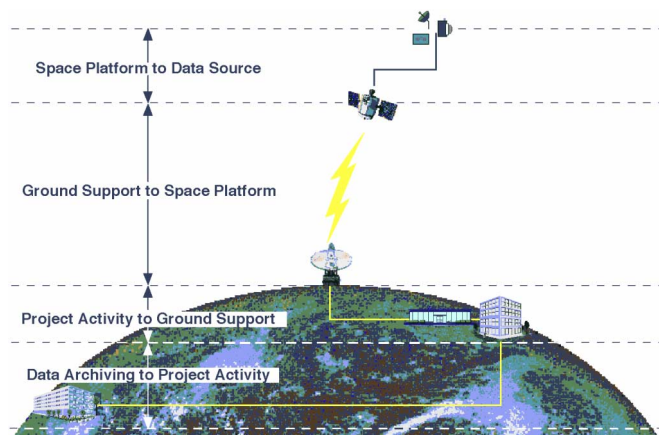 Space Platform to Data Source
Ground Support to Space Platform
Project Activity to Ground Support
Data Archiving to Project Activity